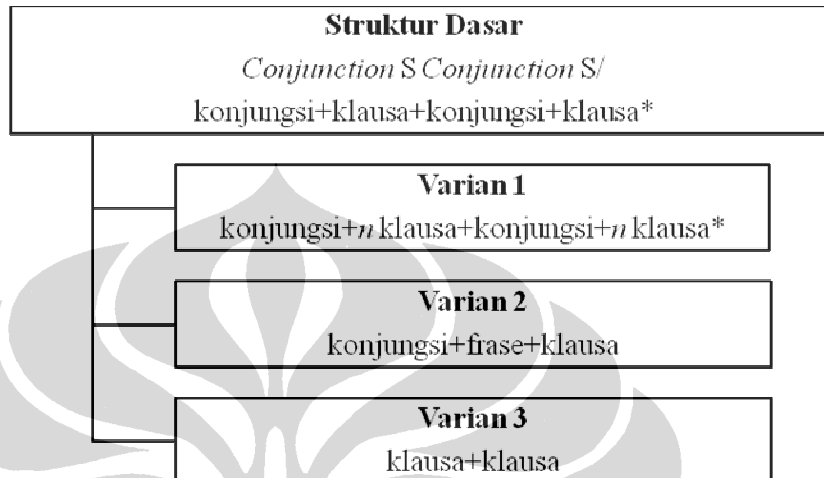 Struktur Dasar
Conjunction S Conjunction S/
konjungsi+klausa+konjungsi+klausa*
Varian 1
konjungsi+n klausa+konjungsi+n klausa*
Varian 2
konjungsi+frase+klausa
Varian 3
klausa+klausa